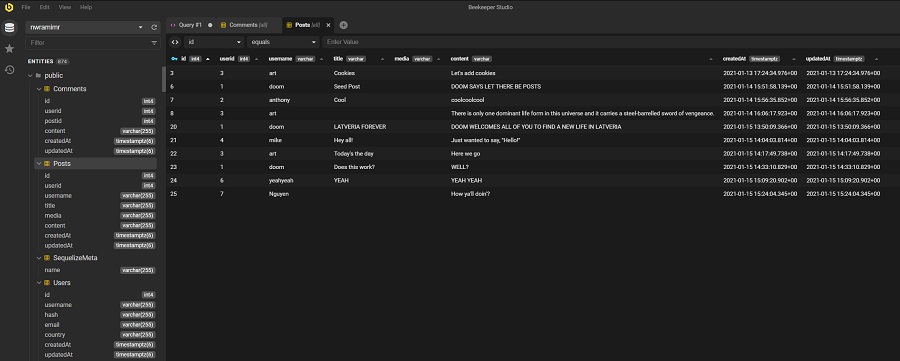 Beekeeper Studio
File Edit View Help
nwramimr
Query #1
Comments [all]
Posts [all]
Filter
id equals Enter Value
ENTITIES 874
public
Comments
id int4
userid int4
postid int4
content varchar(255)
createdAt timestamptz(6)
updatedAt timestamptz(6)
Posts
id int4
userid int4
username varchar(255)
title varchar(255)
media varchar(255)
content varchar(255)
createdAt timestamptz(6)
updatedAt timestamptz(6)
SequelizeMeta
name varchar(255)
Users
id int4
username varchar(255)
hash varchar(255)
email varchar(255)
country varchar(255)
createdAt timestamptz(6)
updatedAt timestamptz(6)
id int4 userid int4 username varchar title varchar media varchar content varchar createdAt timestamptz updatedAt timestamptz
3 3 art Cookies Let's add cookies 2021-01-13 17:24:34.976+00 2021-01-13 17:24:34.976+00
6 1 doom Seed Post DOOM SAYS LET THERE BE POSTS 2021-01-14 15:51:58.139+00 2021-01-14 15:51:58.139+00
7 2 anthony Cool coolcoolcool 2021-01-14 15:56:35.852+00 2021-01-14 15:56:35.852+00
8 3 art There is only one dominant life form in this universe and it carries a steel-barrelled sword of vengeance. 2021-01-14 16:06:17.923+00 2021-01-14 16:06:17.923+00
20 1 doom LATVERIA FOREVER DOOM WELCOMES ALL OF YOU TO FIND A NEW LIFE IN LATVERIA 2021-01-15 13:50:09.366+00 2021-01-15 13:50:09.366+00
21 4 mike Hey all! Just wanted to say, "Hello!" 2021-01-15 14:04:03.814+00 2021-01-15 14:04:03.814+00
22 3 art Today's the day Here we go 2021-01-15 14:17:49.738+00 2021-01-15 14:17:49.738+00
23 1 doom Does this work? WELL? 2021-01-15 14:33:10.829+00 2021-01-15 14:33:10.829+00
24 6 yeahyeah YEAH YEAH YEAH 2021-01-15 15:09:20.902+00 2021-01-15 15:09:20.902+00
25 7 Nguyen How ya'll doin'? 2021-01-15 15:24:04.345+00 2021-01-15 15:24:04.345+00